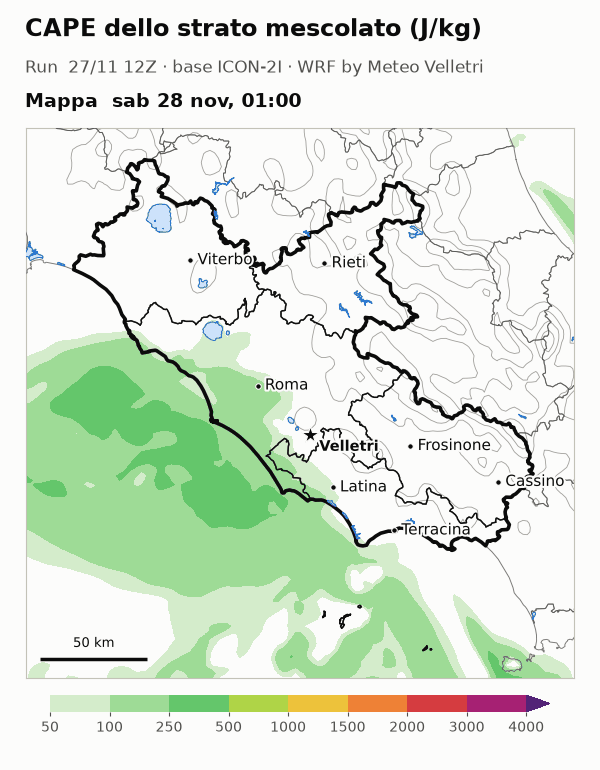 CAPE dello strato mescolato (J/kg)
Run  27/11 12Z · base ICON-2I · WRF by Meteo Velletri
Mappa  sab 28 nov, 01:00
Viterbo
Rieti
Roma
Velletri
Frosinone
Latina
Cassino
Terracina
50 km
50 100 250 500 1000 1500 2000 3000 4000